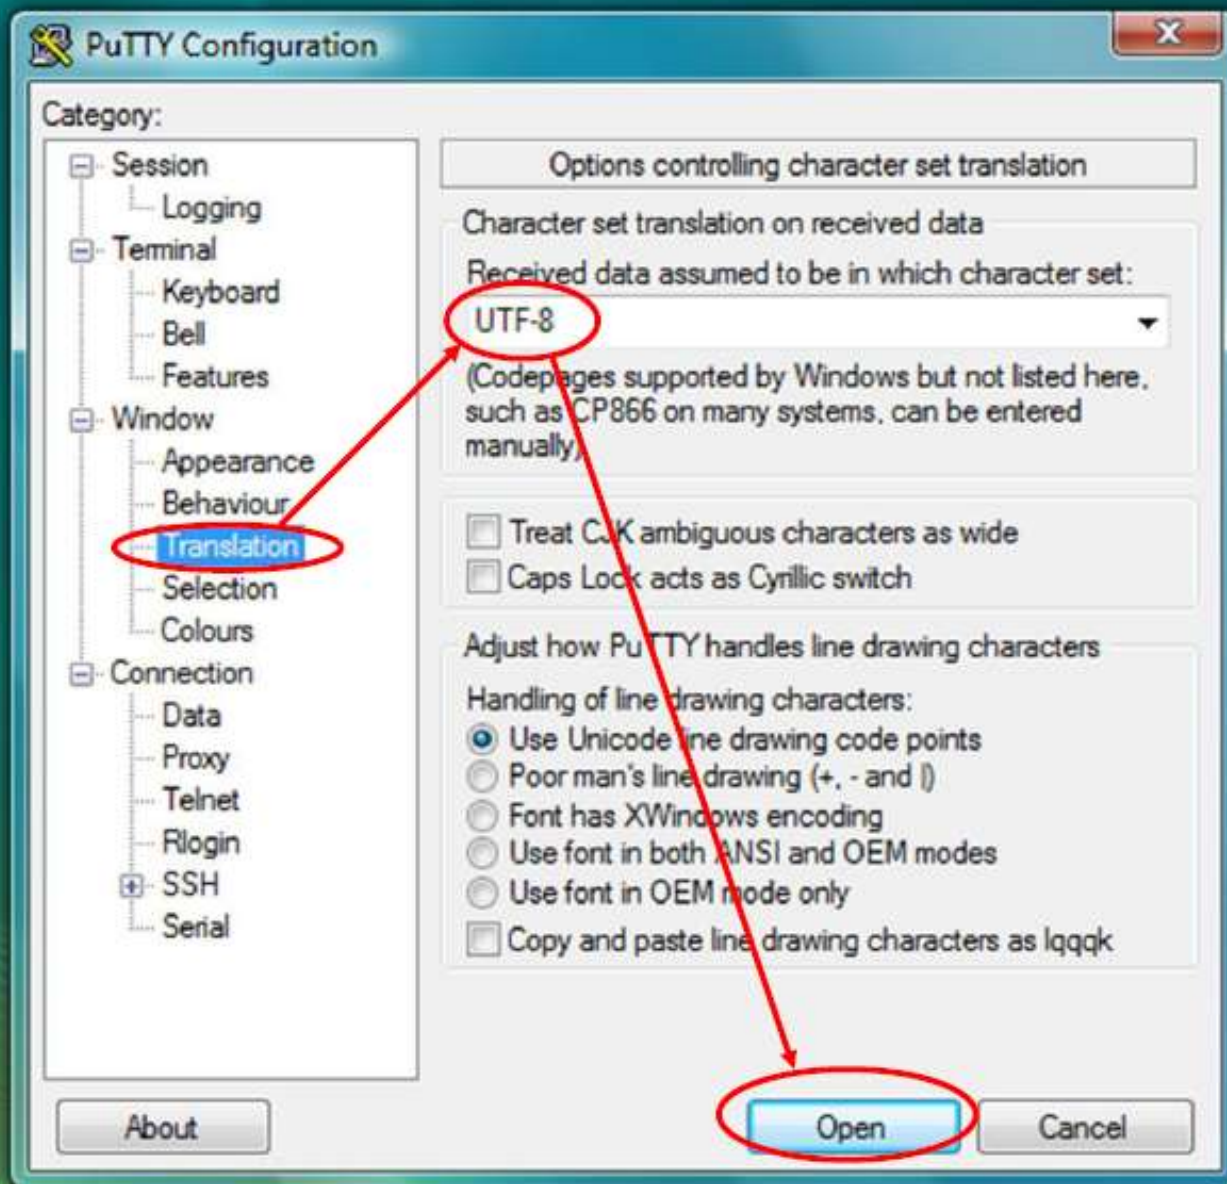 PuTTY Configuration
Category:
Session
Logging
Terminal
Keyboard
Bell
Features
Window
Appearance
Behaviour
Translation
Selection
Colours
Connection
Data
Proxy
Telnet
Rlogin
SSH
Serial
Options controlling character set translation
Character set translation on received data
Received data assumed to be in which character set:
UTF-8
(Codepages supported by Windows but not listed here,
such as CP866 on many systems, can be entered
manually)
Treat CJK ambiguous characters as wide
Caps Lock acts as Cyrillic switch
Adjust how PuTTY handles line drawing characters
Handling of line drawing characters:
Use Unicode line drawing code points
Poor man's line drawing (+, - and |)
Font has XWindows encoding
Use font in both ANSI and OEM modes
Use font in OEM mode only
Copy and paste line drawing characters as lqqqk
About
Open
Cancel